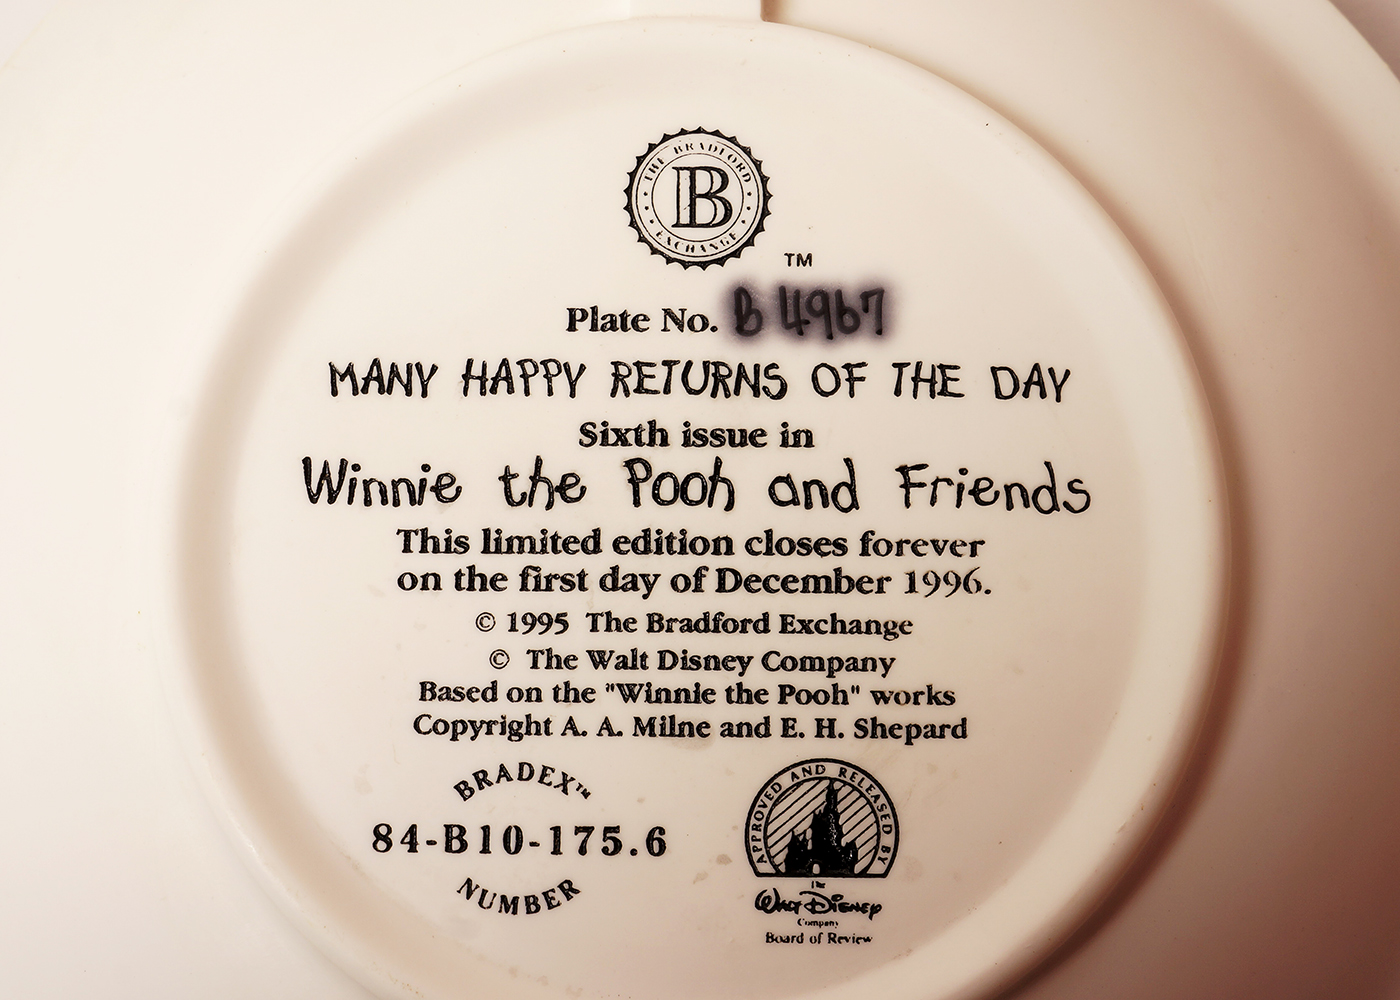 THE BRADFORD
B
EXCHANGE
TM
Plate No. B 4967
MANY HAPPY RETURNS OF THE DAY
Sixth issue in
Winnie the Pooh and Friends
This limited edition closes forever
on the first day of December 1996.
© 1995 The Bradford Exchange
© The Walt Disney Company
Based on the "Winnie the Pooh" works
Copyright A. A. Milne and E. H. Shepard
BRADEX™
84-B10-175.6
NUMBER
APPROVED AND RELEASED BY
The
Walt Disney
Company
Board of Review